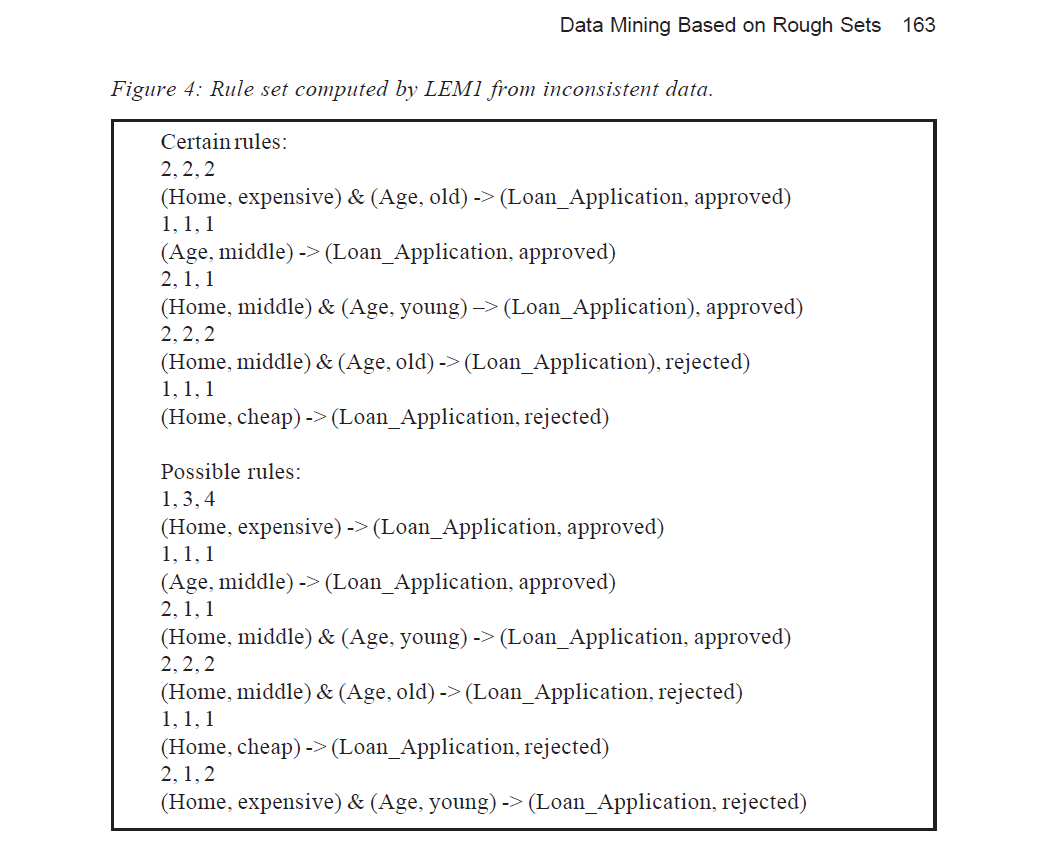 Data Mining Based on Rough Sets 163
Figure 4: Rule set computed by LEM1 from inconsistent data.
Certain rules:
2, 2, 2
(Home, expensive) & (Age, old) -> (Loan_Application, approved)
1, 1, 1
(Age, middle) -> (Loan_Application, approved)
2, 1, 1
(Home, middle) & (Age, young) –> (Loan_Application), approved)
2, 2, 2
(Home, middle) & (Age, old) -> (Loan_Application), rejected)
1, 1, 1
(Home, cheap) -> (Loan_Application, rejected)
Possible rules:
1, 3, 4
(Home, expensive) -> (Loan_Application, approved)
1, 1, 1
(Age, middle) -> (Loan_Application, approved)
2, 1, 1
(Home, middle) & (Age, young) -> (Loan_Application, approved)
2, 2, 2
(Home, middle) & (Age, old) -> (Loan_Application, rejected)
1, 1, 1
(Home, cheap) -> (Loan_Application, rejected)
2, 1, 2
(Home, expensive) & (Age, young) -> (Loan_Application, rejected)